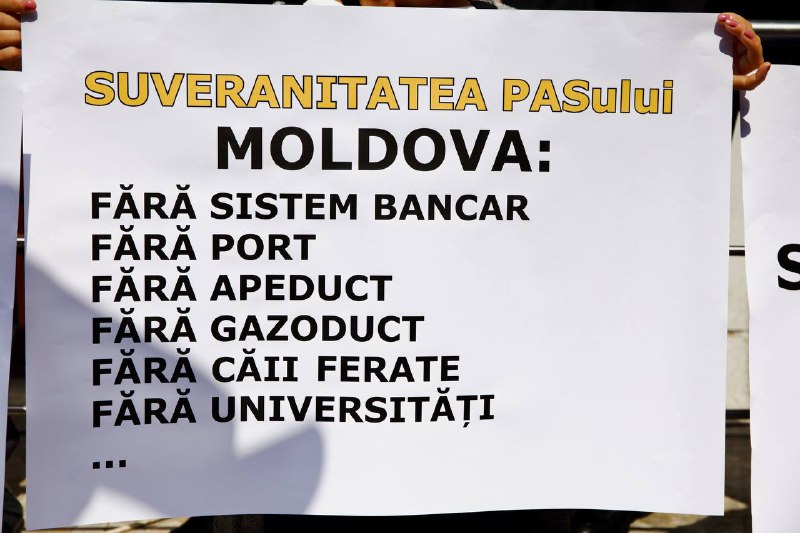 SUVERANITATEA PASului
MOLDOVA:
FĂRĂ SISTEM BANCAR
FĂRĂ PORT
FĂRĂ APEDUCT
FĂRĂ GAZODUCT
FĂRĂ CĂII FERATE
FĂRĂ UNIVERSITĂȚI
...
S